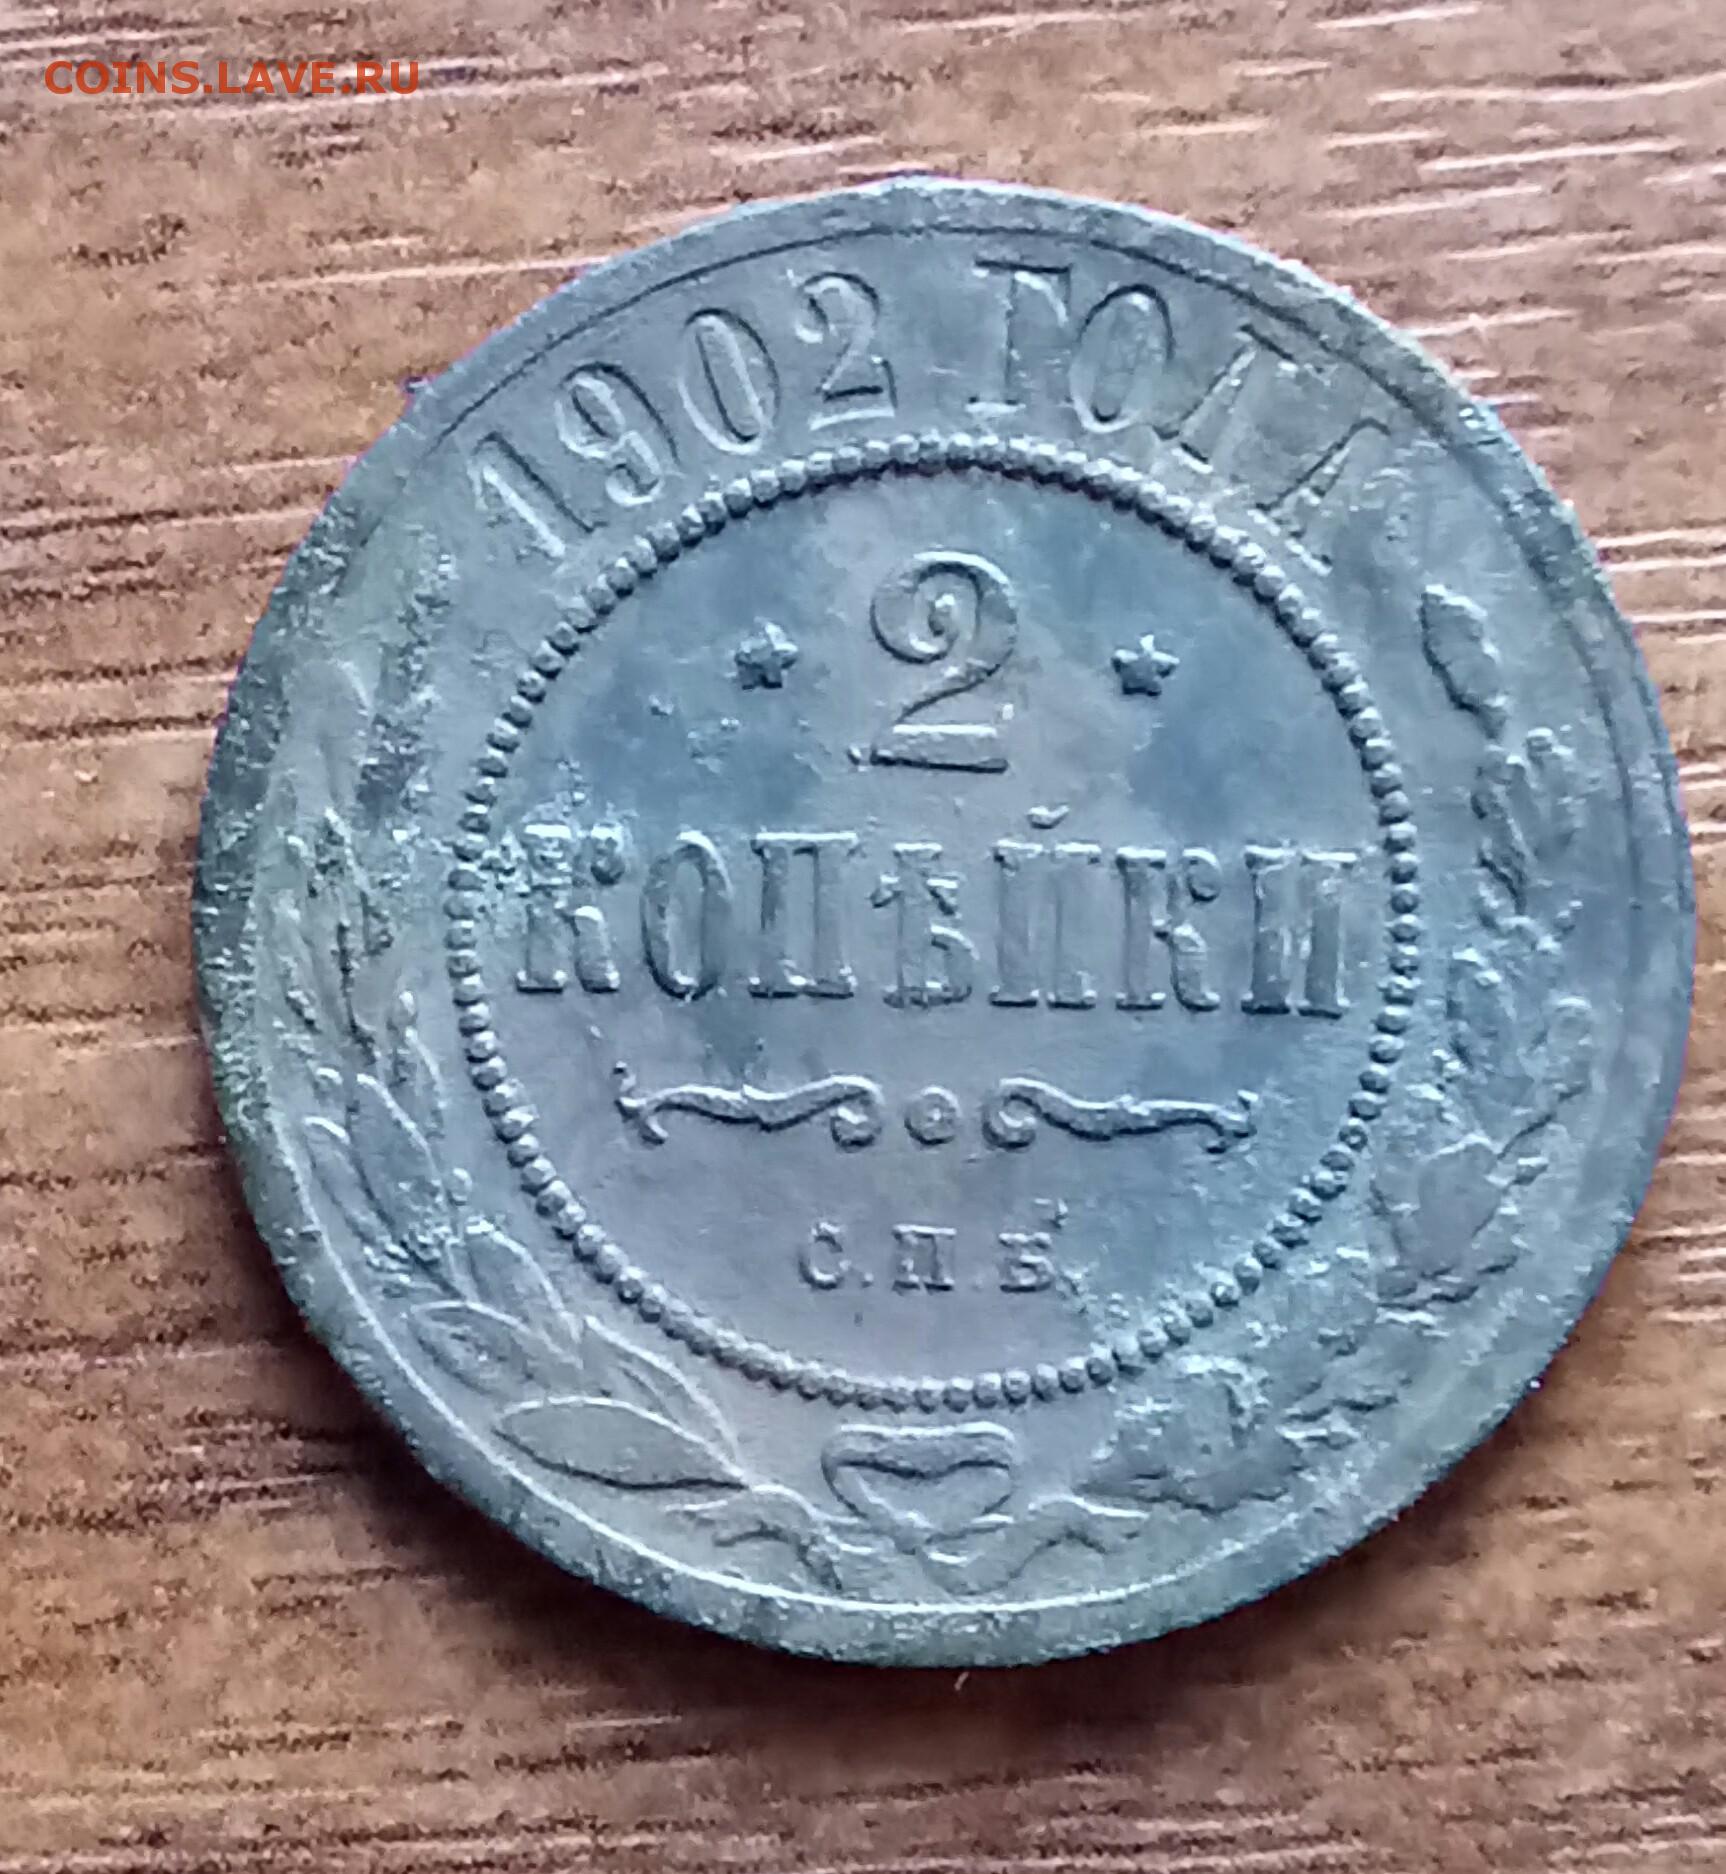 COINS.LAVE.RU
1902 ГОДА
2
КОПѢЙКИ
С.П.Б.